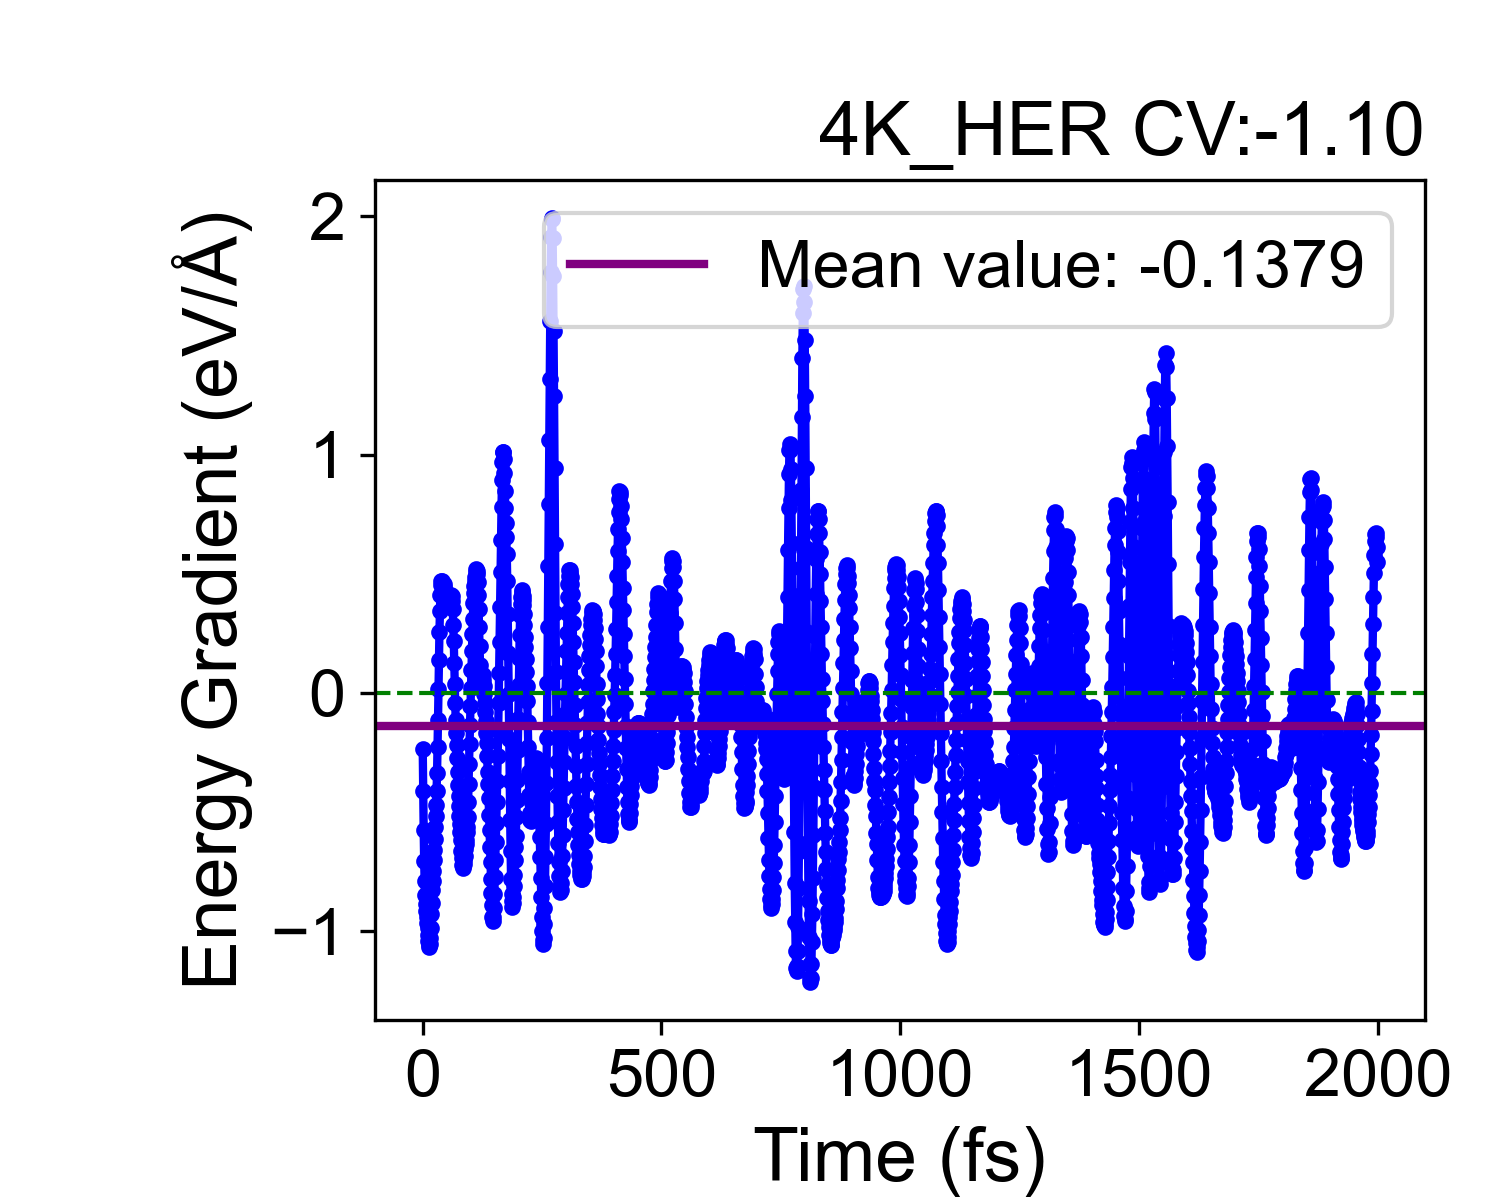 4K_HER CV:-1.10
Mean value: -0.1379
Energy Gradient (eV/Å)
2
1
0
−1
0 500 1000 1500 2000
Time (fs)